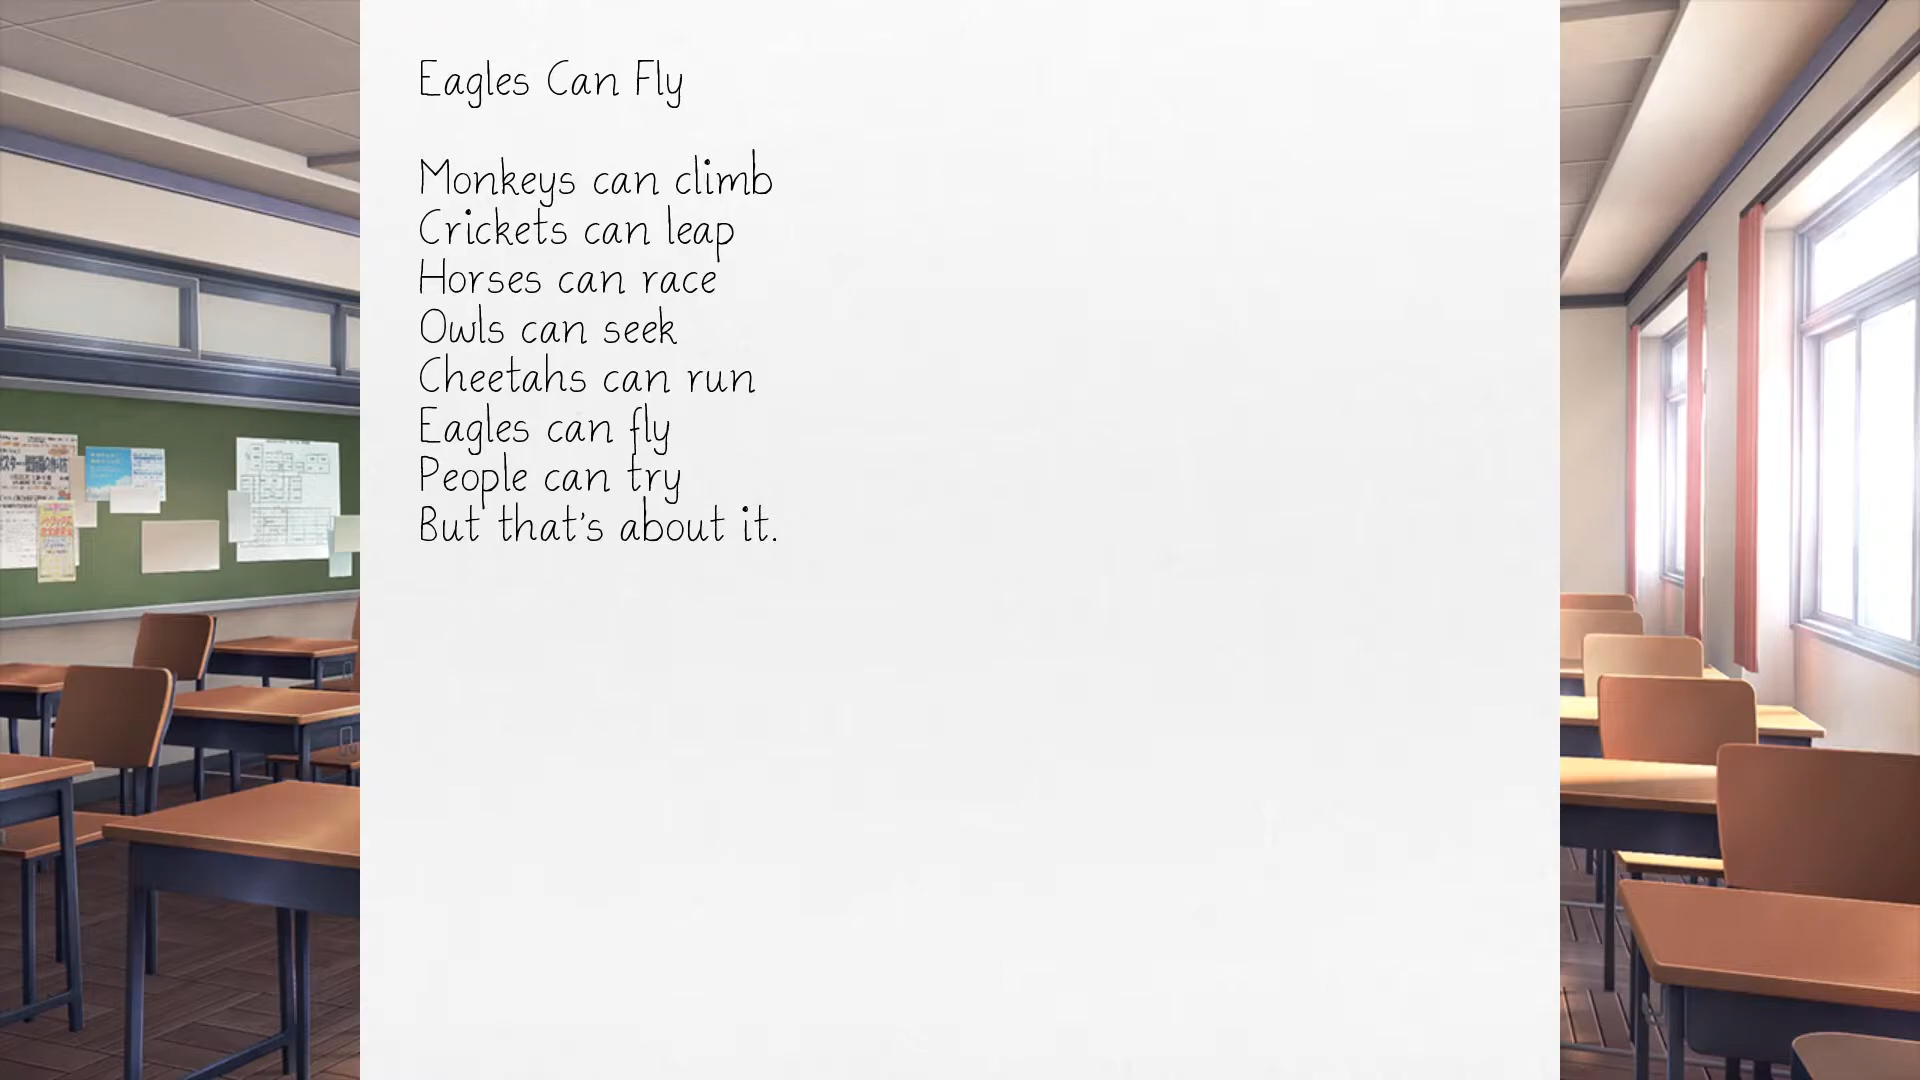 Eagles Can Fly
Monkeys can climb
Crickets can leap
Horses can race
Owls can seek
Cheetahs can run
Eagles can fly
People can try
But that's about it.